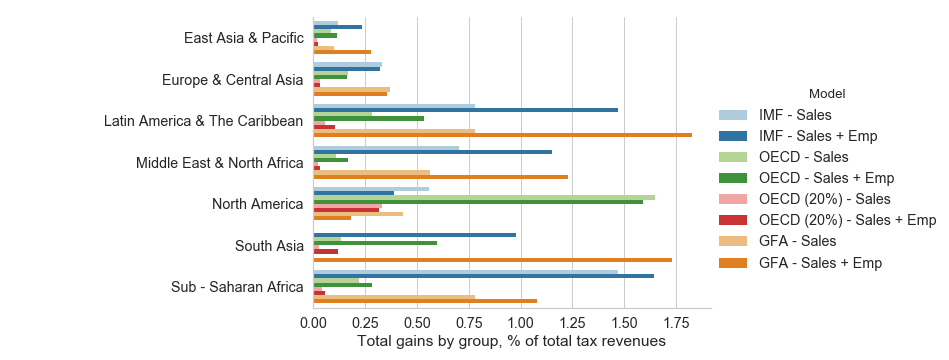 East Asia & Pacific
Europe & Central Asia
Latin America & The Caribbean
Middle East & North Africa
North America
South Asia
Sub - Saharan Africa
0.00 0.25 0.50 0.75 1.00 1.25 1.50 1.75
Total gains by group, % of total tax revenues
Model
IMF - Sales
IMF - Sales + Emp
OECD - Sales
OECD - Sales + Emp
OECD (20%) - Sales
OECD (20%) - Sales + Emp
GFA - Sales
GFA - Sales + Emp